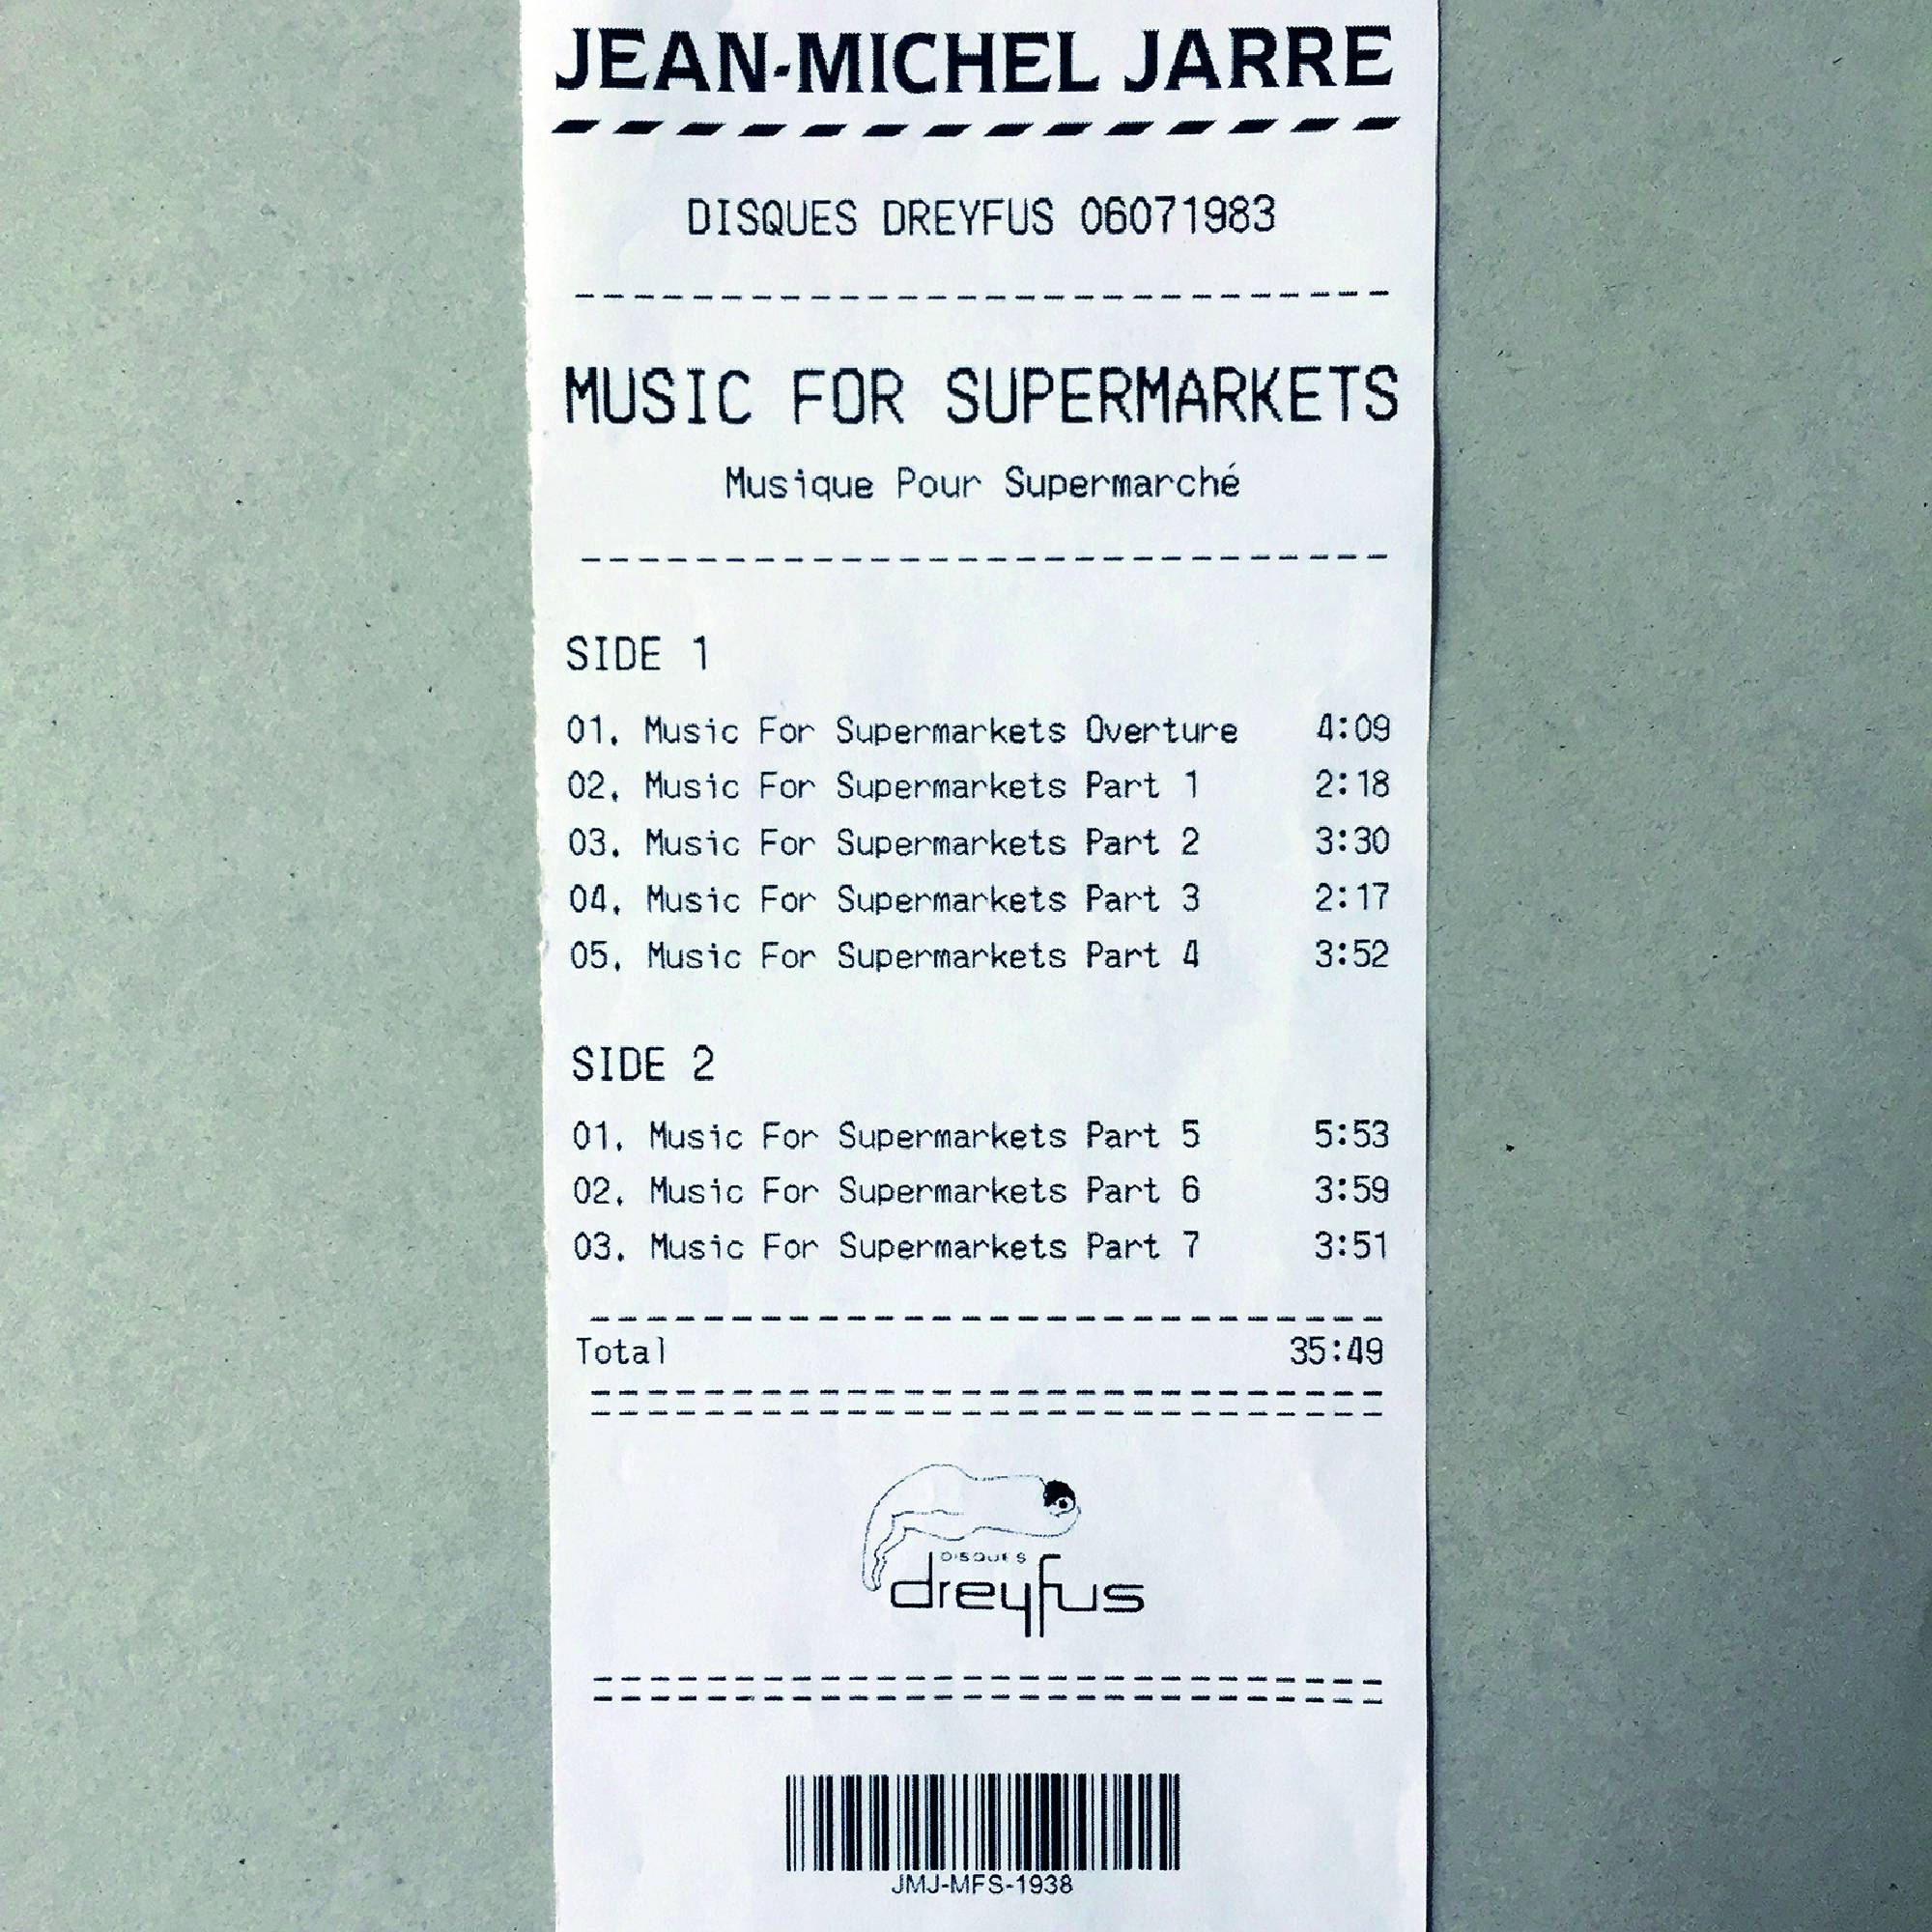 JEAN-MICHEL JARRE
DISQUES DREYFUS 06071983
MUSIC FOR SUPERMARKETS
Musique Pour Supermarché
SIDE 1
01. Music For Supermarkets Overture 4:09
02. Music For Supermarkets Part 1 2:18
03. Music For Supermarkets Part 2 3:30
04. Music For Supermarkets Part 3 2:17
05. Music For Supermarkets Part 4 3:52
SIDE 2
01. Music For Supermarkets Part 5 5:53
02. Music For Supermarkets Part 6 3:59
03. Music For Supermarkets Part 7 3:51
Total 35:49
DISQUES
dreyfus
JMJ-MFS-1938